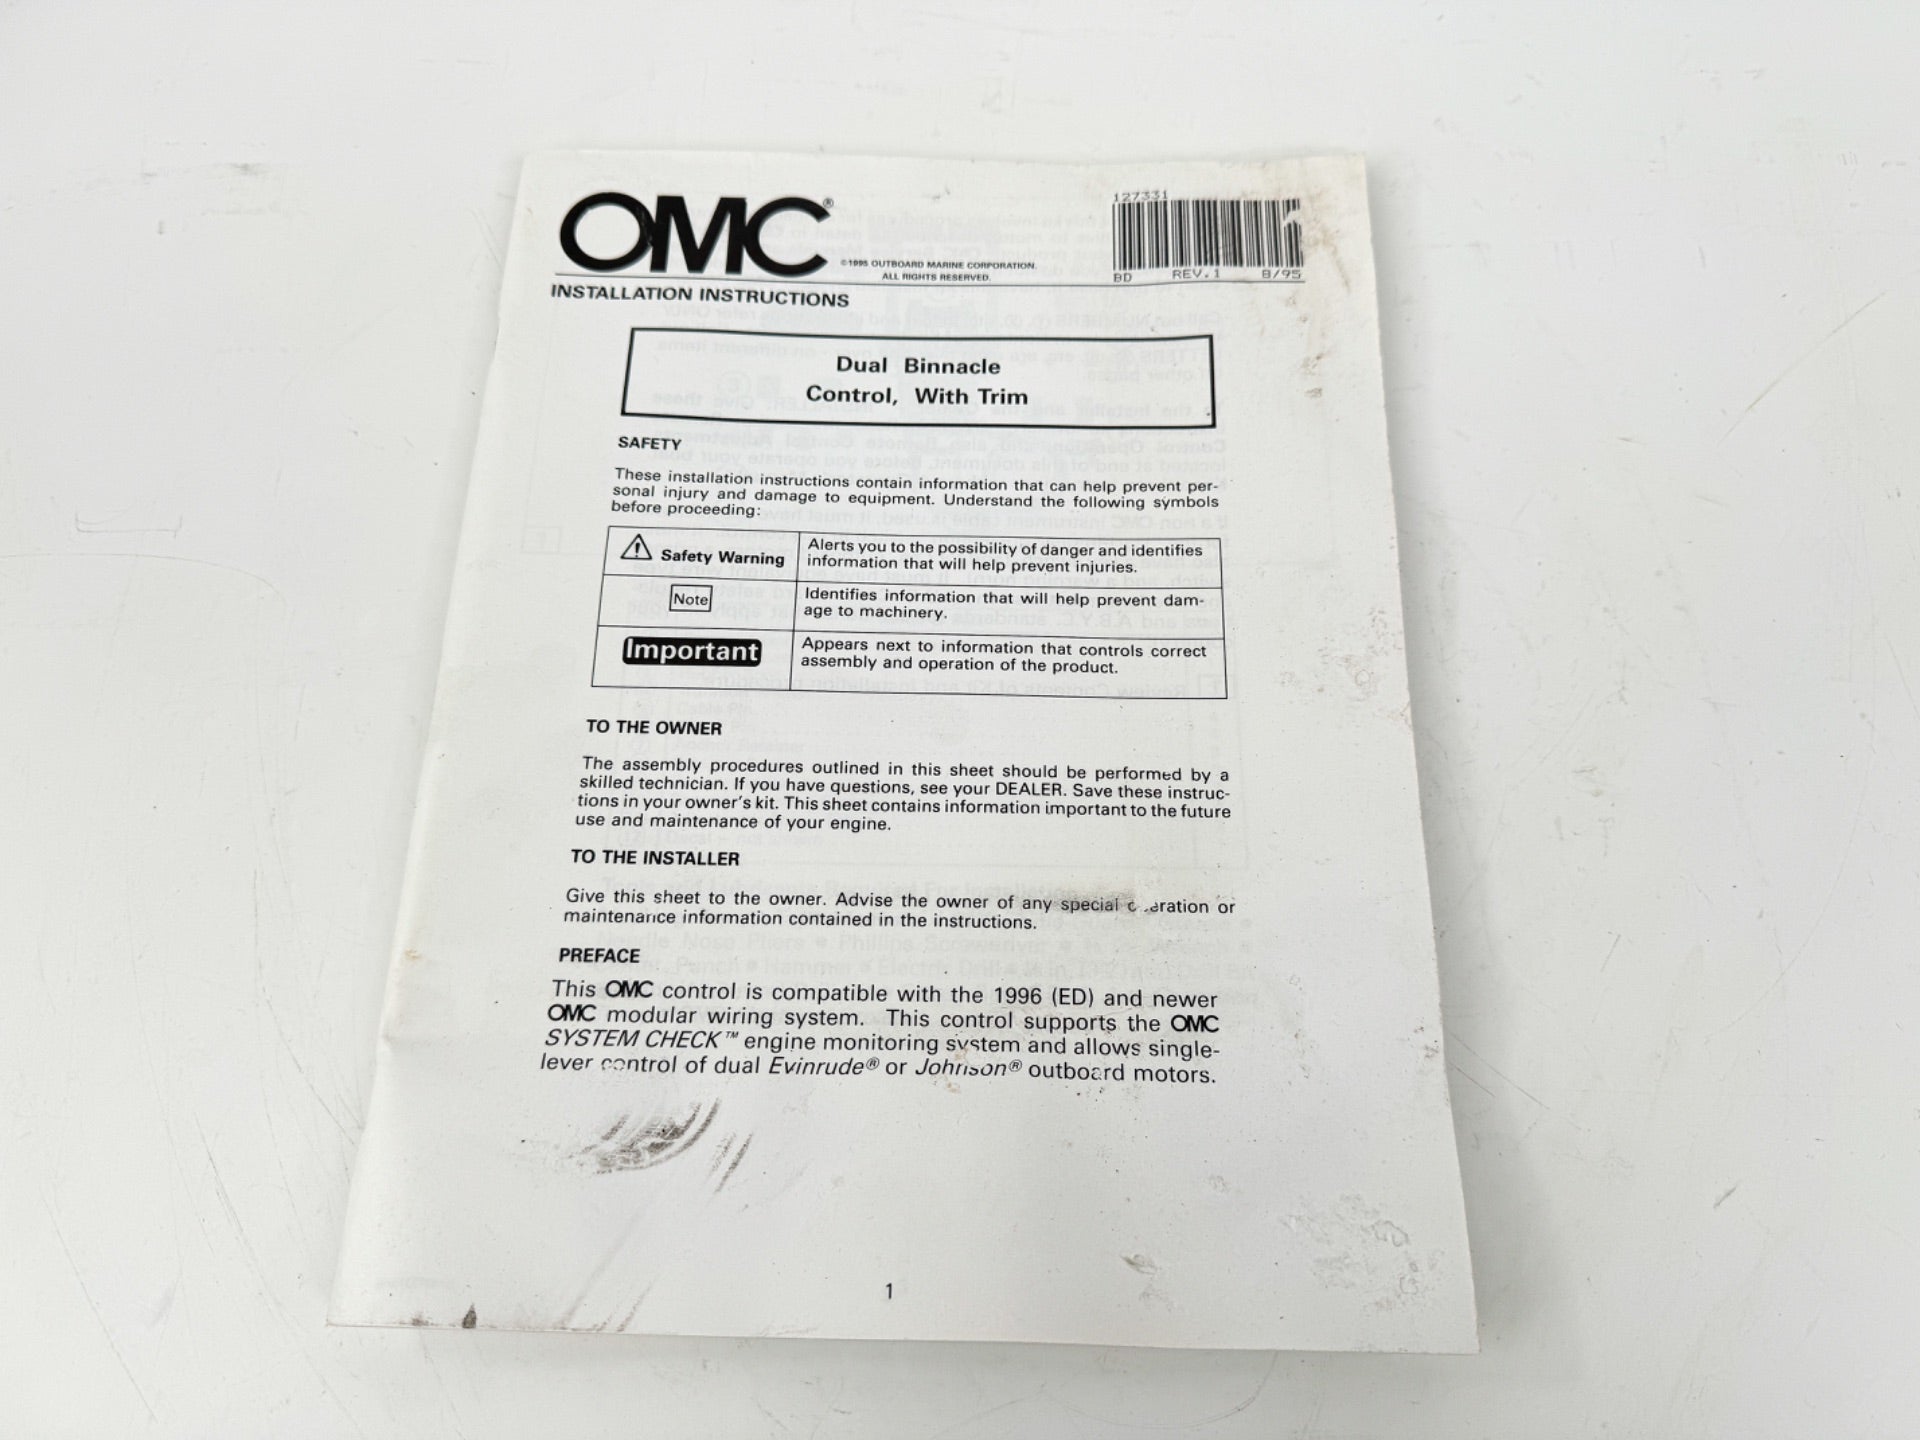 OMC®
©1995 OUTBOARD MARINE CORPORATION.
ALL RIGHTS RESERVED.
127331
BD REV.1 8/95
INSTALLATION INSTRUCTIONS
Dual Binnacle
Control, With Trim
SAFETY
These installation instructions contain information that can help prevent per-
sonal injury and damage to equipment. Understand the following symbols
before proceeding:
Safety Warning
Alerts you to the possibility of danger and identifies
information that will help prevent injuries.
Note
Identifies information that will help prevent dam-
age to machinery.
Important
Appears next to information that controls correct
assembly and operation of the product.
TO THE OWNER
The assembly procedures outlined in this sheet should be performed by a
skilled technician. If you have questions, see your DEALER. Save these instruc-
tions in your owner's kit. This sheet contains information important to the future
use and maintenance of your engine.
TO THE INSTALLER
Give this sheet to the owner. Advise the owner of any special operation or
maintenance information contained in the instructions.
PREFACE
This OMC control is compatible with the 1996 (ED) and newer
OMC modular wiring system. This control supports the OMC
SYSTEM CHECK™ engine monitoring system and allows single-
lever control of dual Evinrude® or Johnson® outboard motors.
1